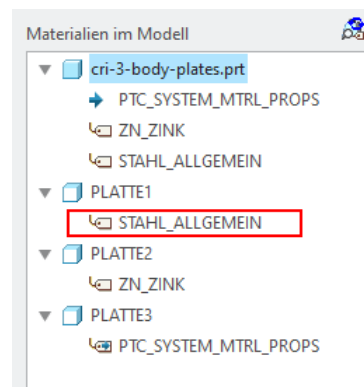 Materialien im Modell
cri-3-body-plates.prt
PTC_SYSTEM_MTRL_PROPS
ZN_ZINK
STAHL_ALLGEMEIN
PLATTE1
STAHL_ALLGEMEIN
PLATTE2
ZN_ZINK
PLATTE3
PTC_SYSTEM_MTRL_PROPS